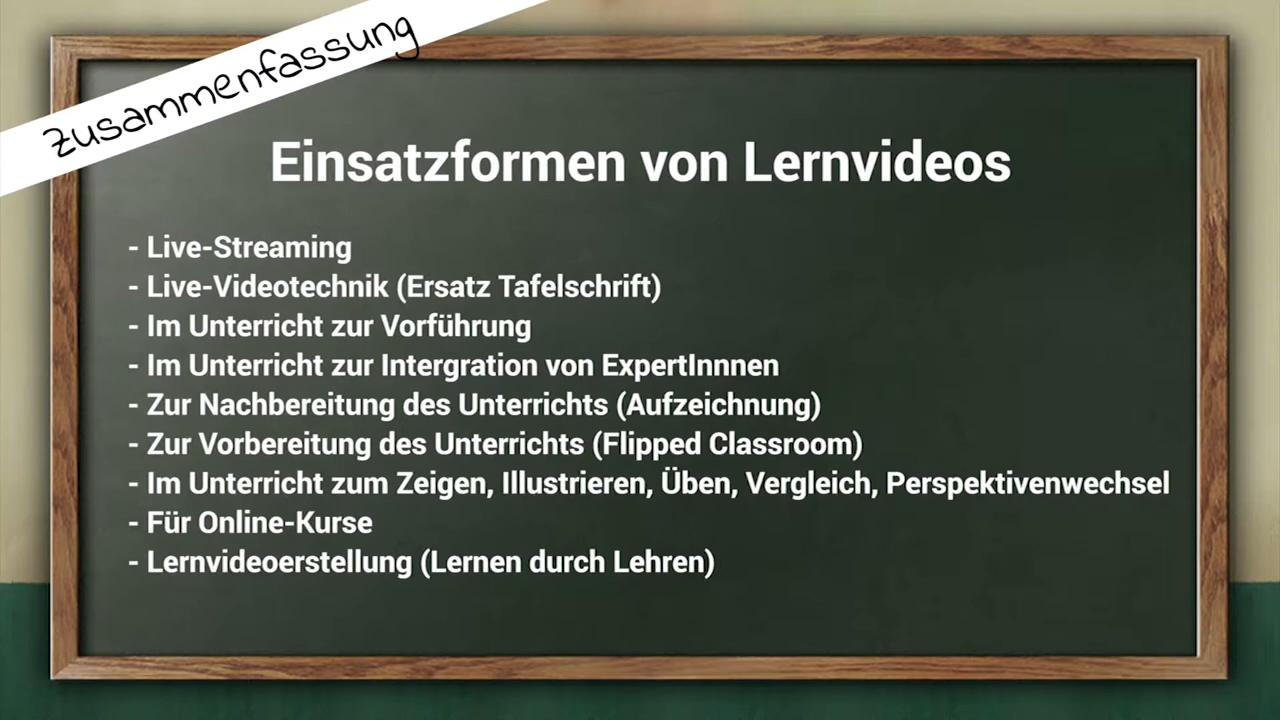 Zusammenfassung
Einsatzformen von Lernvideos
- Live-Streaming
- Live-Videotechnik (Ersatz Tafelschrift)
- Im Unterricht zur Vorführung
- Im Unterricht zur Intergration von ExpertInnnen
- Zur Nachbereitung des Unterrichts (Aufzeichnung)
- Zur Vorbereitung des Unterrichts (Flipped Classroom)
- Im Unterricht zum Zeigen, Illustrieren, Üben, Vergleich, Perspektivenwechsel
- Für Online-Kurse
- Lernvideoerstellung (Lernen durch Lehren)